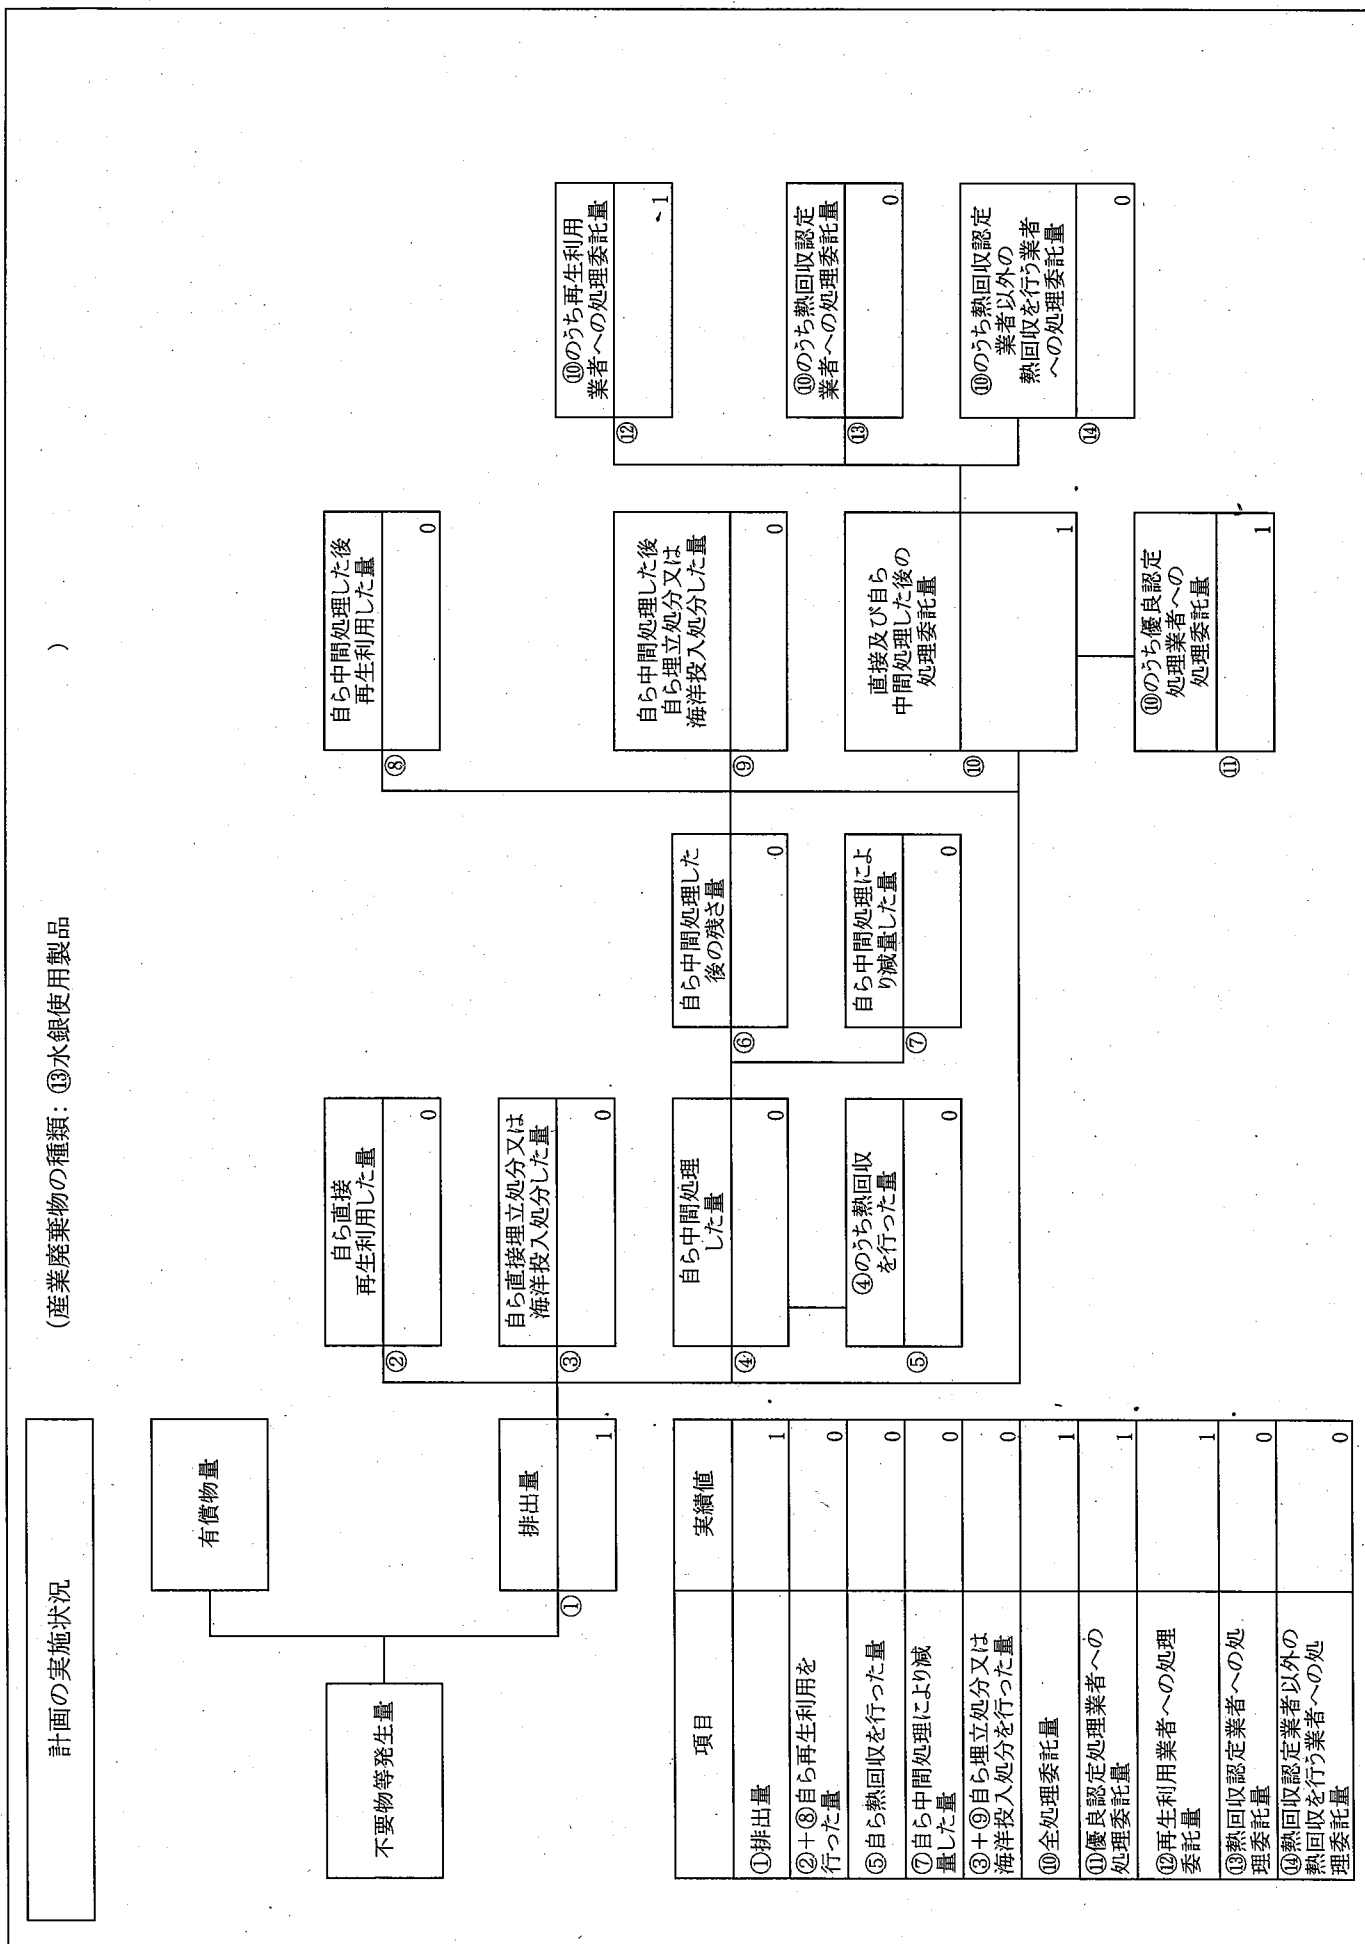 計画の実施状況
(産業廃棄物の種類: ⑬水銀使用製品 )
不要物等発生量
有償物量
①
排出量
1
②
自ら直接
再生利用した量
0
③
自ら直接埋立処分又は
海洋投入処分した量
0
④
自ら中間処理
した量
0
⑤
④のうち熱回収
を行った量
0
⑥
自ら中間処理した
後の残さ量
0
⑦
自ら中間処理によ
り減量した量
0
⑧
自ら中間処理した後
再生利用した量
0
⑨
自ら中間処理した後
自ら埋立処分又は
海洋投入処分した量
0
⑩
直接及び自ら
中間処理した後の
処理委託量
1
⑪
⑩のうち優良認定
処理業者への
処理委託量
1
⑫
⑩のうち再生利用
業者への処理委託量
1
⑬
⑩のうち熱回収認定
業者への処理委託量
0
⑭
⑩のうち熱回収認定
業者以外の
熱回収を行う業者
への処理委託量
0
項目 実績値
①排出量 1
②+⑧自ら再生利用を
行った量 0
⑤自ら熱回収を行った量 0
⑦自ら中間処理により減
量した量 0
③+⑨自ら埋立処分又は
海洋投入処分を行った量 0
⑩全処理委託量 1
⑪優良認定処理業者への
処理委託量 1
⑫再生利用業者への処理
委託量 1
⑬熱回収認定業者への処
理委託量 0
⑭熱回収認定業者以外の
熱回収を行う業者への処
理委託量 0